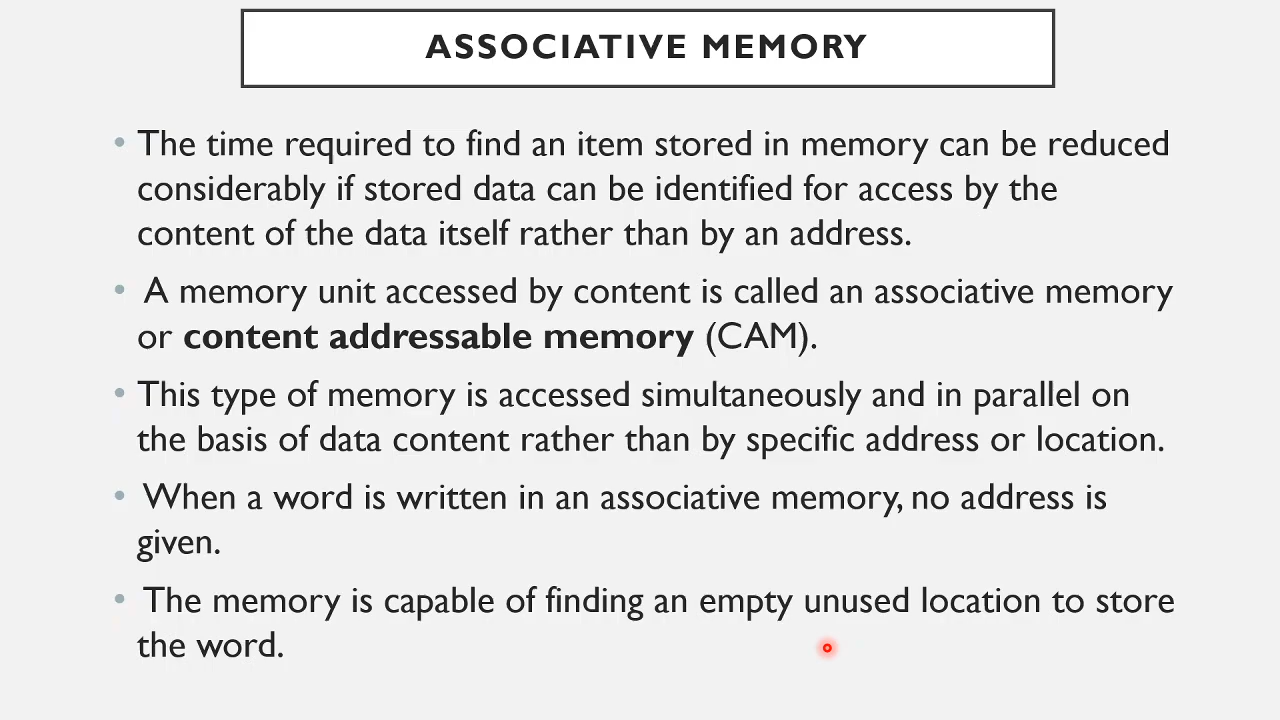 ASSOCIATIVE MEMORY
• The time required to find an item stored in memory can be reduced
considerably if stored data can be identified for access by the
content of the data itself rather than by an address.
• A memory unit accessed by content is called an associative memory
or content addressable memory (CAM).
• This type of memory is accessed simultaneously and in parallel on
the basis of data content rather than by specific address or location.
• When a word is written in an associative memory, no address is
given.
• The memory is capable of finding an empty unused location to store
the word.